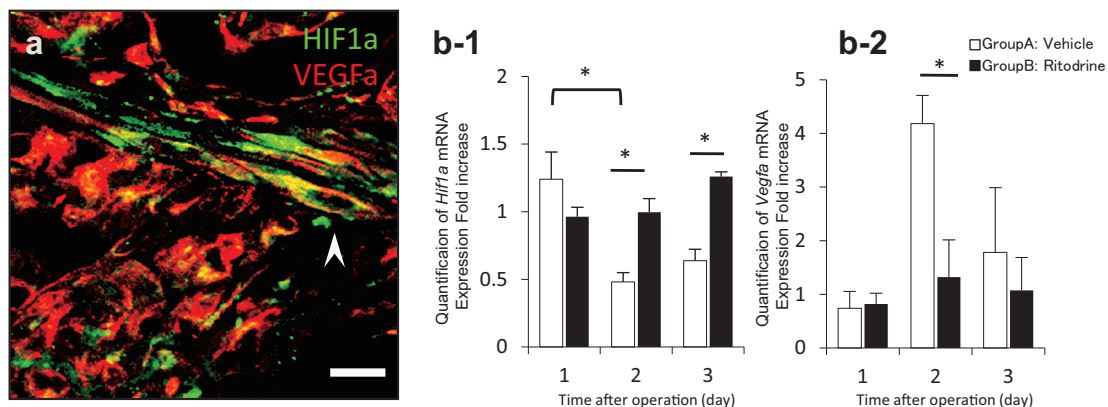 a
HIF1a
VEGFa
b-1
Quantificaion of Hif1a mRNA
Expression Fold increase
2
1.5
1
0.5
0
*
*
*
1 2 3
Time after operation (day)
b-2
GroupA: Vehicle
GroupB: Ritodrine
Quantificaion of Vegfa mRNA
Expression Fold increase
5
4
3
2
1
0
*
1 2 3
Time after operation (day)